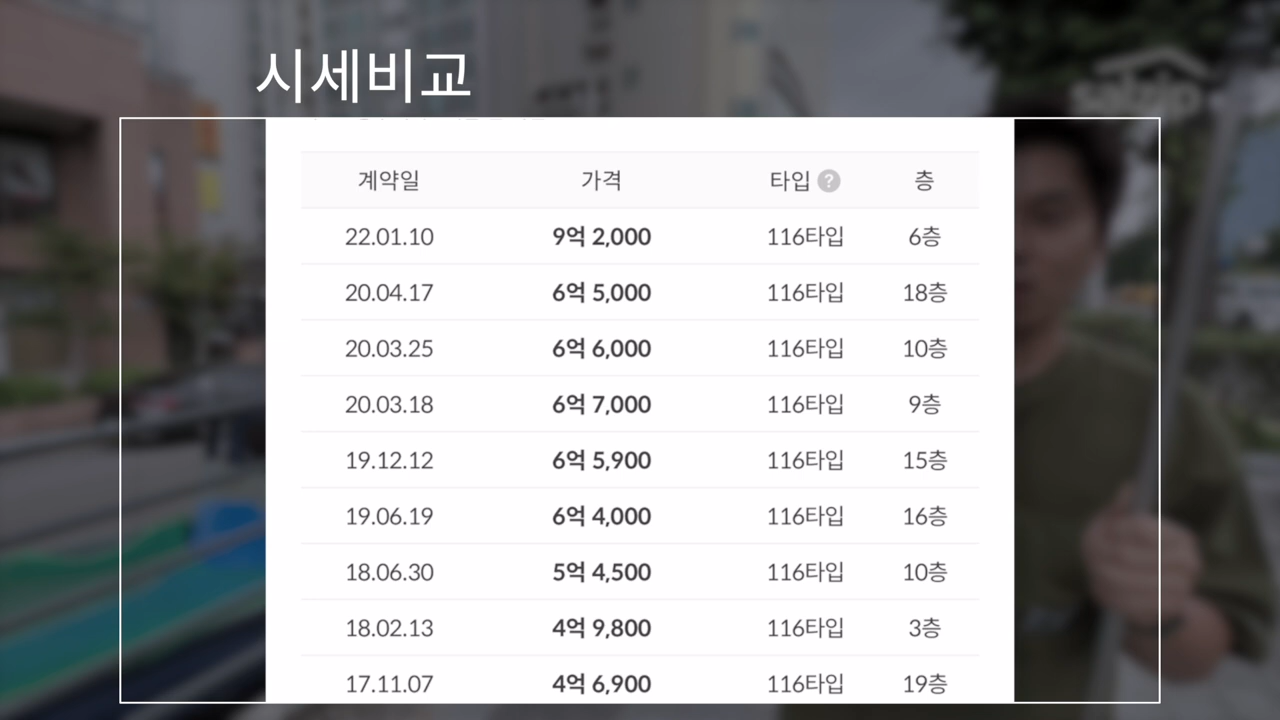 시세비교
salzip
계약일 가격 타입 ? 층
22.01.10 9억 2,000 116타입 6층
20.04.17 6억 5,000 116타입 18층
20.03.25 6억 6,000 116타입 10층
20.03.18 6억 7,000 116타입 9층
19.12.12 6억 5,900 116타입 15층
19.06.19 6억 4,000 116타입 16층
18.06.30 5억 4,500 116타입 10층
18.02.13 4억 9,800 116타입 3층
17.11.07 4억 6,900 116타입 19층